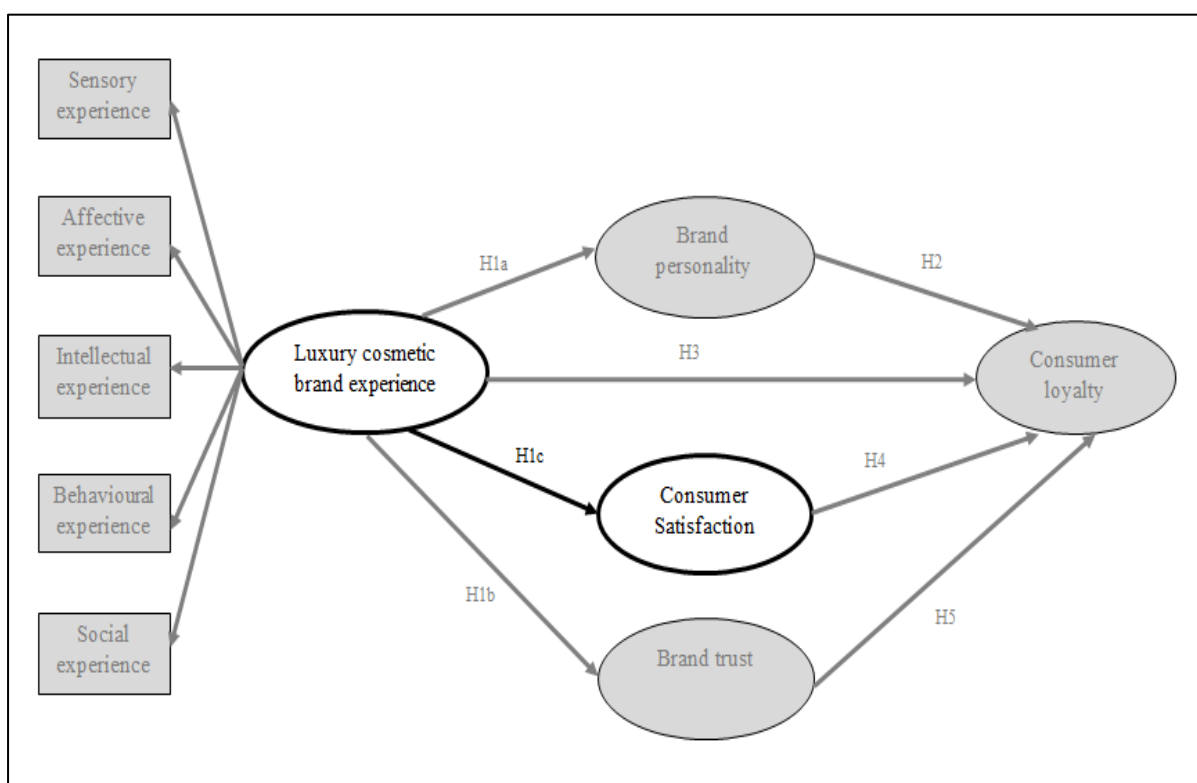 Sensory
experience
Affective
experience
Intellectual
experience
Behavioural
experience
Social
experience
Luxury cosmetic
brand experience
H1a
Brand
personality
H2
H3
Consumer
loyalty
H1c
Consumer
Satisfaction
H4
H1b
Brand trust
H5